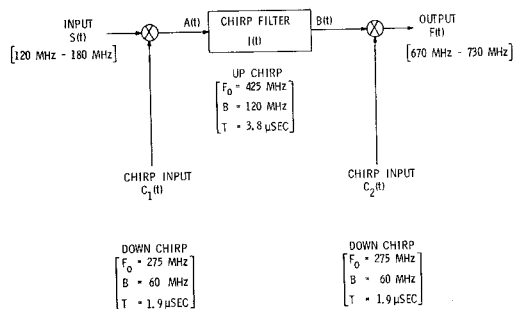 INPUT
S(t)
[120 MHz - 180 MHz]
A(t)
CHIRP FILTER
I(t)
B(t)
OUTPUT
F(t)
[670 MHz - 730 MHz]
UP CHIRP
F₀ = 425 MHz
B = 120 MHz
T = 3.8 μSEC
CHIRP INPUT
C₁(t)
CHIRP INPUT
C₂(t)
DOWN CHIRP
F₀ = 275 MHz
B = 60 MHz
T = 1.9 μSEC
DOWN CHIRP
F₀ = 275 MHz
B = 60 MHz
T = 1.9 μSEC